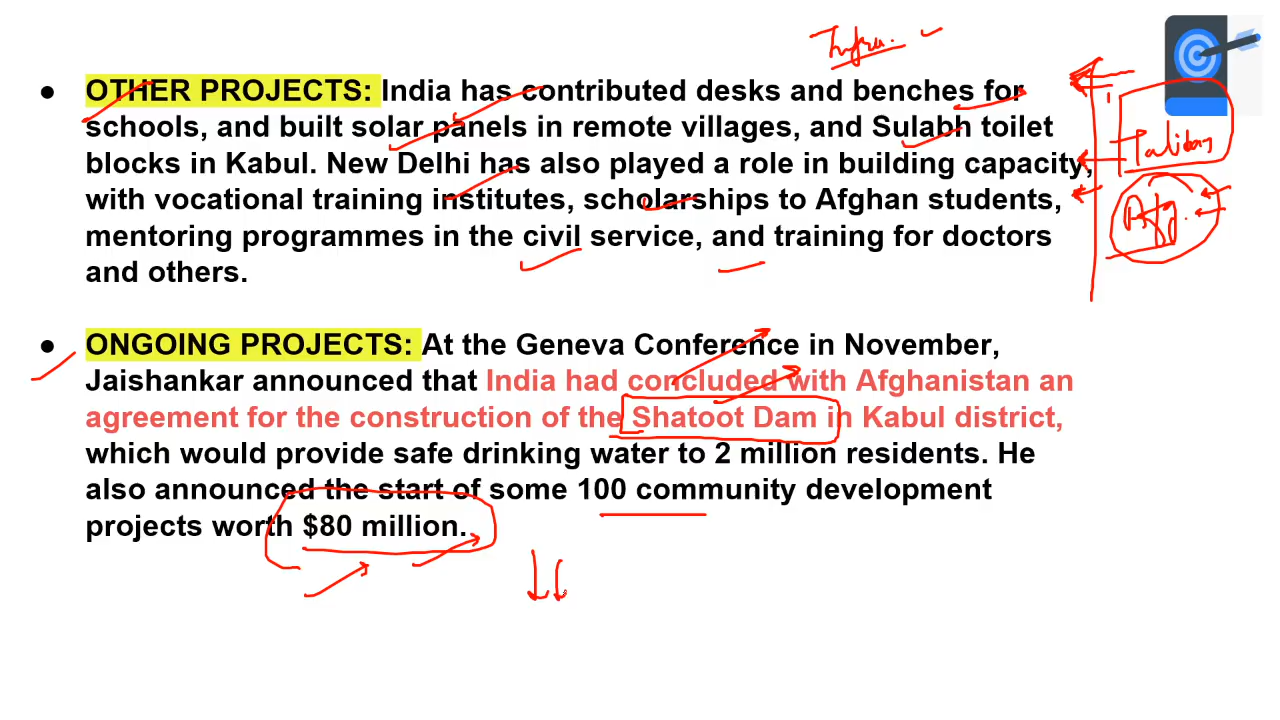 Infra.
● OTHER PROJECTS: India has contributed desks and benches for
schools, and built solar panels in remote villages, and Sulabh toilet
blocks in Kabul. New Delhi has also played a role in building capacity,
with vocational training institutes, scholarships to Afghan students,
mentoring programmes in the civil service, and training for doctors
and others.
Taliban
Afg.
● ONGOING PROJECTS: At the Geneva Conference in November,
Jaishankar announced that India had concluded with Afghanistan an
agreement for the construction of the Shatoot Dam in Kabul district,
which would provide safe drinking water to 2 million residents. He
also announced the start of some 100 community development
projects worth $80 million.